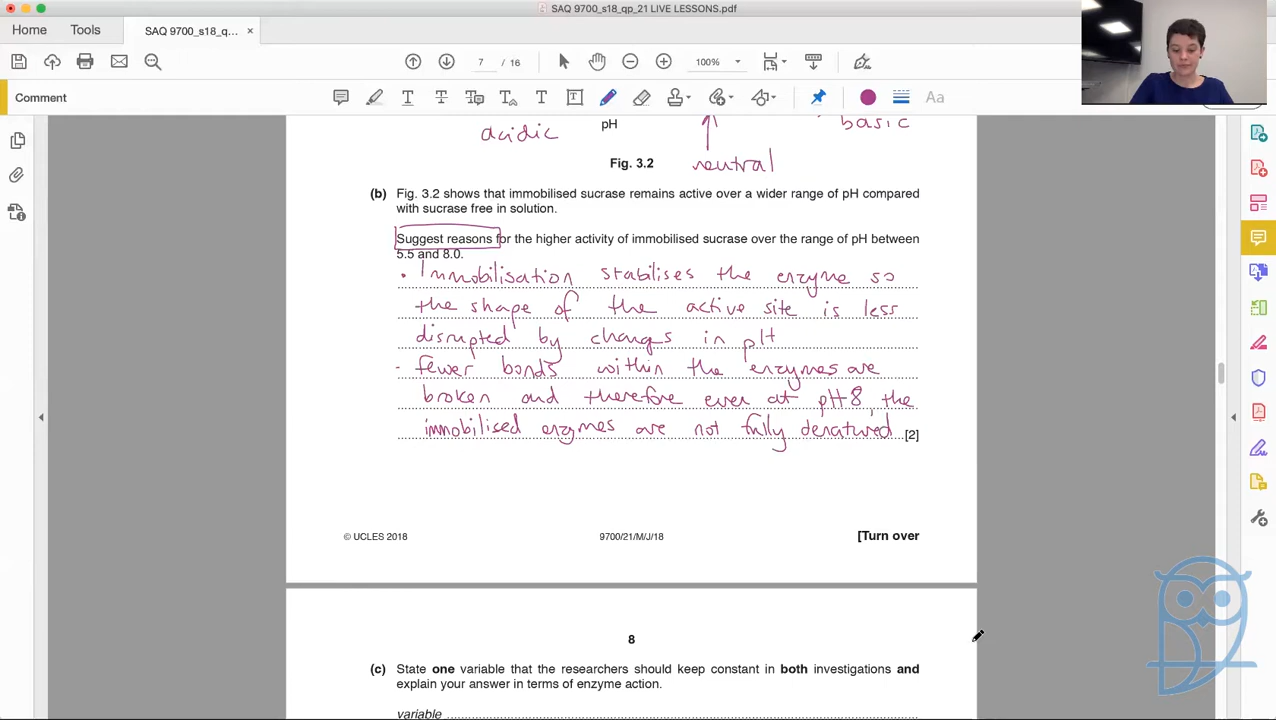 SAQ 9700_s18_qp_21 LIVE LESSONS.pdf
Home Tools SAQ 9700_s18_qp_21... ×
7 / 16 100%
Comment Aa
acidic pH basic
Fig. 3.2 neutral
(b) Fig. 3.2 shows that immobilised sucrase remains active over a wider range of pH compared
with sucrase free in solution.
Suggest reasons for the higher activity of immobilised sucrase over the range of pH between
5.5 and 8.0.
• Immobilisation stabilises the enzyme so
the shape of the active site is less
disrupted by changes in pH
- fewer bonds within the enzymes are
broken and therefore even at pH8, the
immobilised enzymes are not fully denatured [2]
© UCLES 2018 9700/21/M/J/18 [Turn over
8
(c) State one variable that the researchers should keep constant in both investigations and
explain your answer in terms of enzyme action.
variable